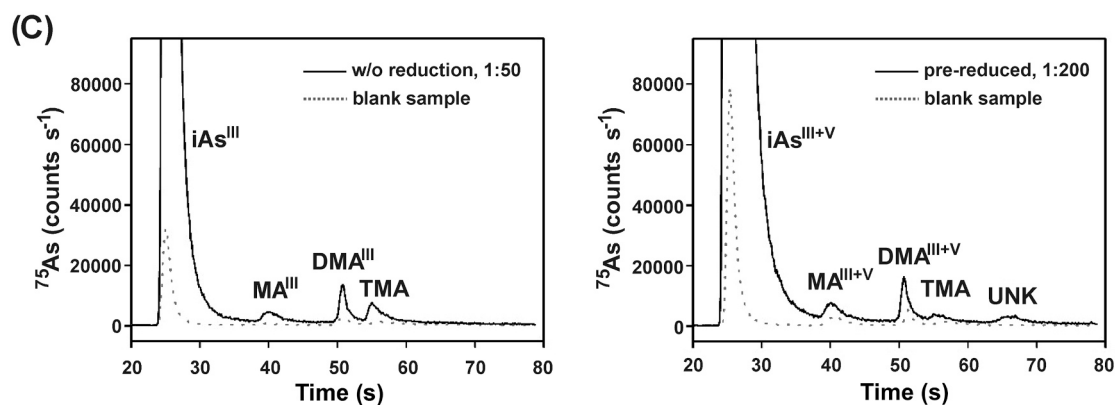 (C)
w/o reduction, 1:50
blank sample
iAsᴵᴵᴵ
MAᴵᴵᴵ
DMAᴵᴵᴵ
TMA
⁷⁵As (counts s⁻¹)
80000
60000
40000
20000
0
20 30 40 50 60 70 80
Time (s)
pre-reduced, 1:200
blank sample
iAsᴵᴵᴵ⁺ⱽ
MAᴵᴵᴵ⁺ⱽ
DMAᴵᴵᴵ⁺ⱽ
TMA
UNK
⁷⁵As (counts s⁻¹)
80000
60000
40000
20000
0
20 30 40 50 60 70 80
Time (s)